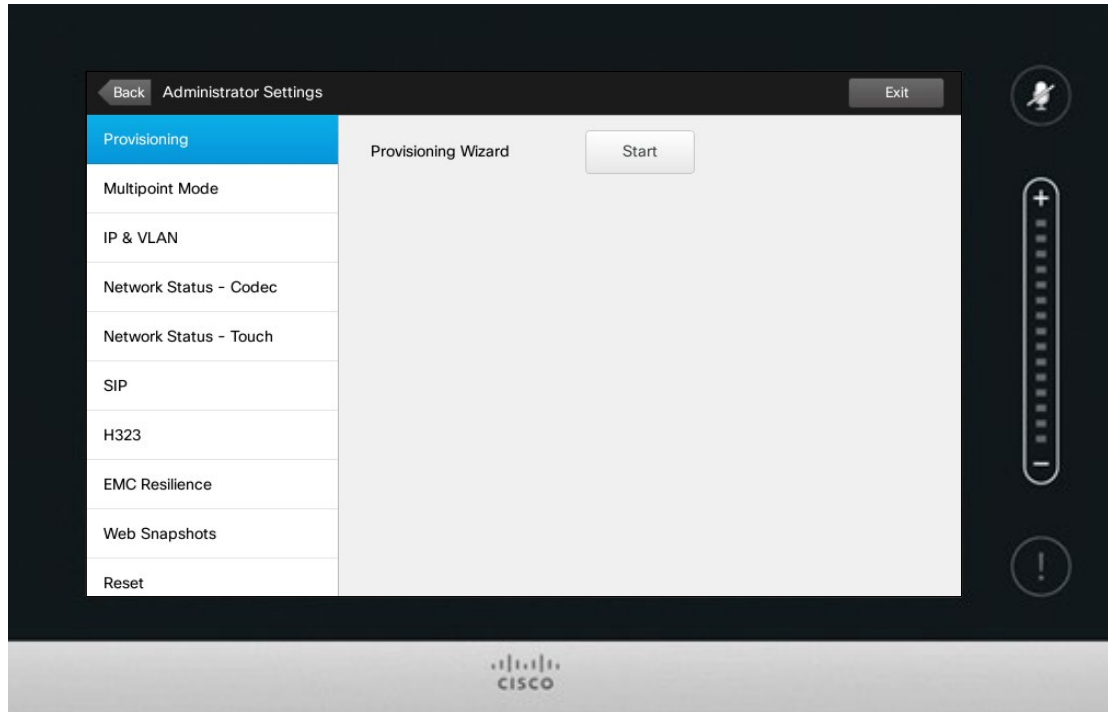 Back Administrator Settings Exit
Provisioning
Provisioning Wizard Start
Multipoint Mode
IP & VLAN
Network Status - Codec
Network Status - Touch
SIP
H323
EMC Resilience
Web Snapshots
Reset
+
-
!
CISCO